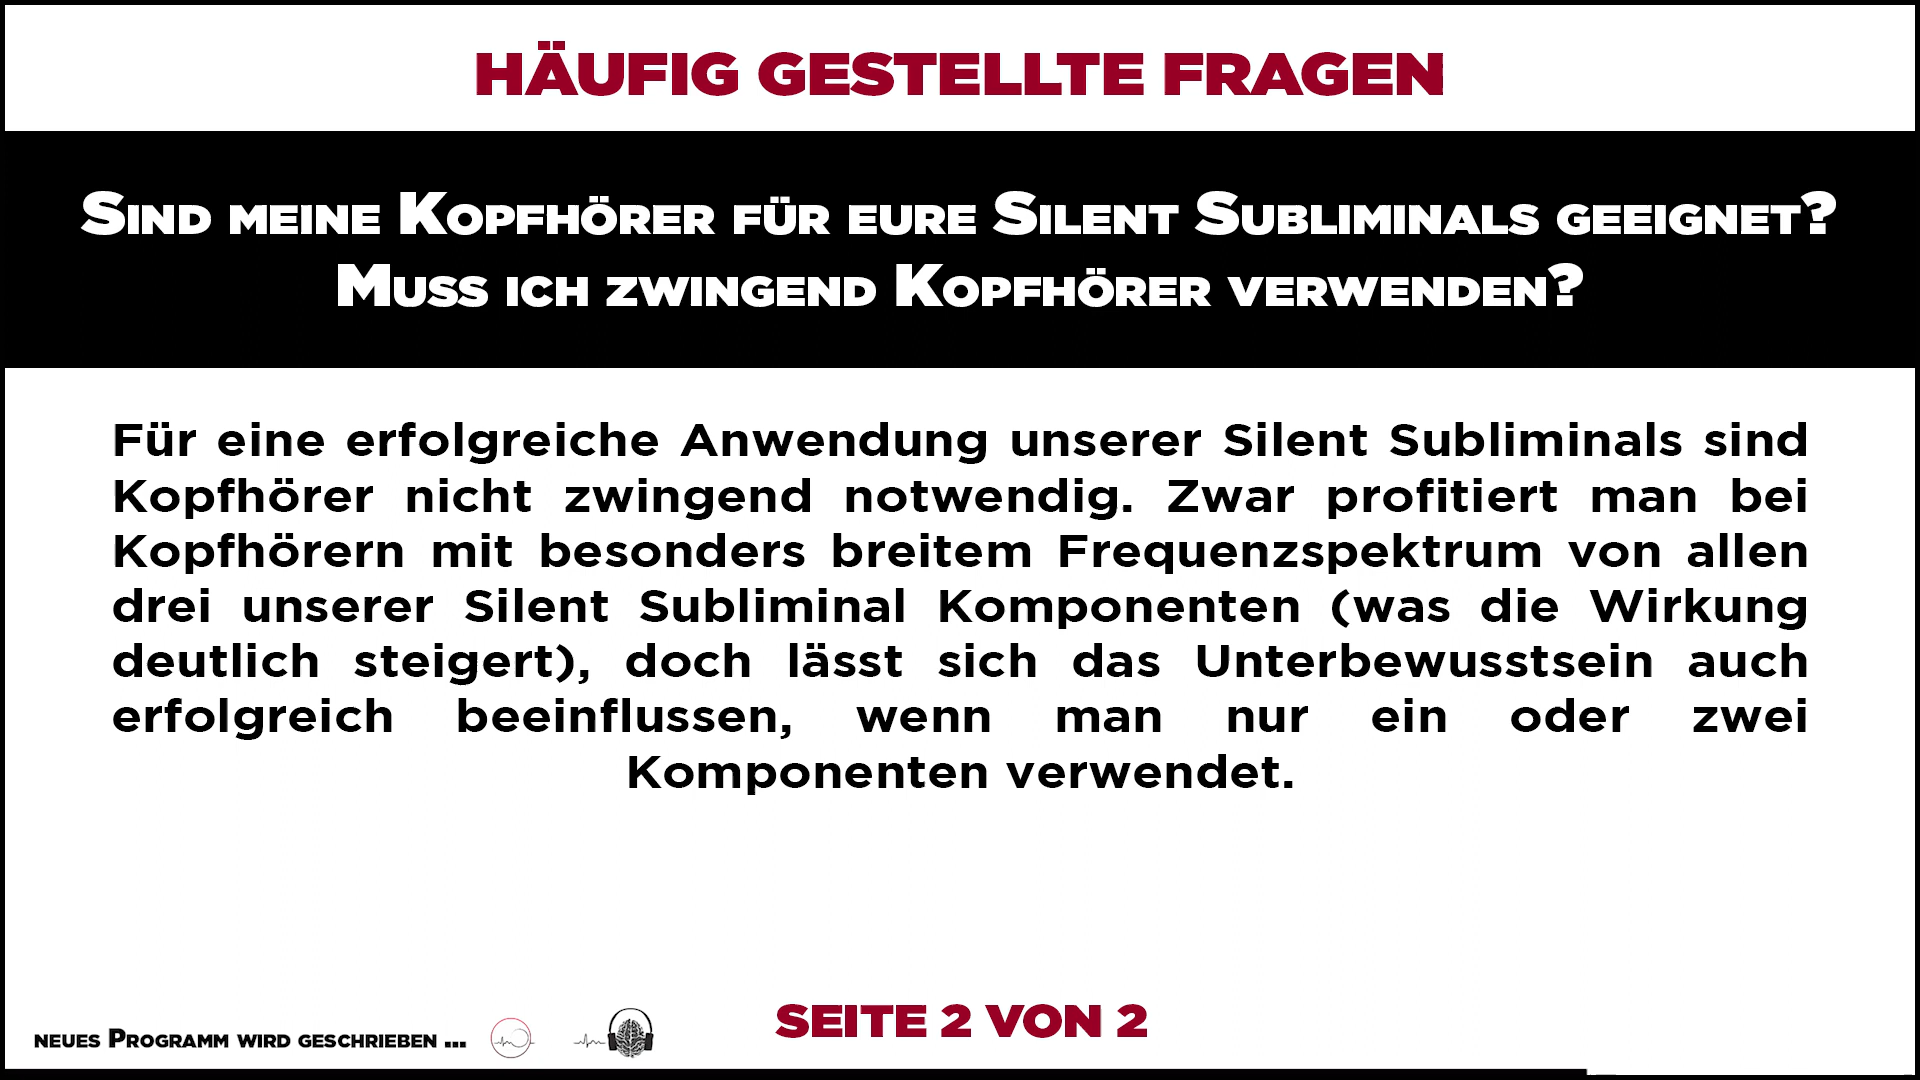 HÄUFIG GESTELLTE FRAGEN
Sind meine Kopfhörer für eure Silent Subliminals geeignet?
Muss ich zwingend Kopfhörer verwenden?
Für eine erfolgreiche Anwendung unserer Silent Subliminals sind
Kopfhörer nicht zwingend notwendig. Zwar profitiert man bei
Kopfhörern mit besonders breitem Frequenzspektrum von allen
drei unserer Silent Subliminal Komponenten (was die Wirkung
deutlich steigert), doch lässt sich das Unterbewusstsein auch
erfolgreich beeinflussen, wenn man nur ein oder zwei
Komponenten verwendet.
neues Programm wird geschrieben ...
SEITE 2 VON 2